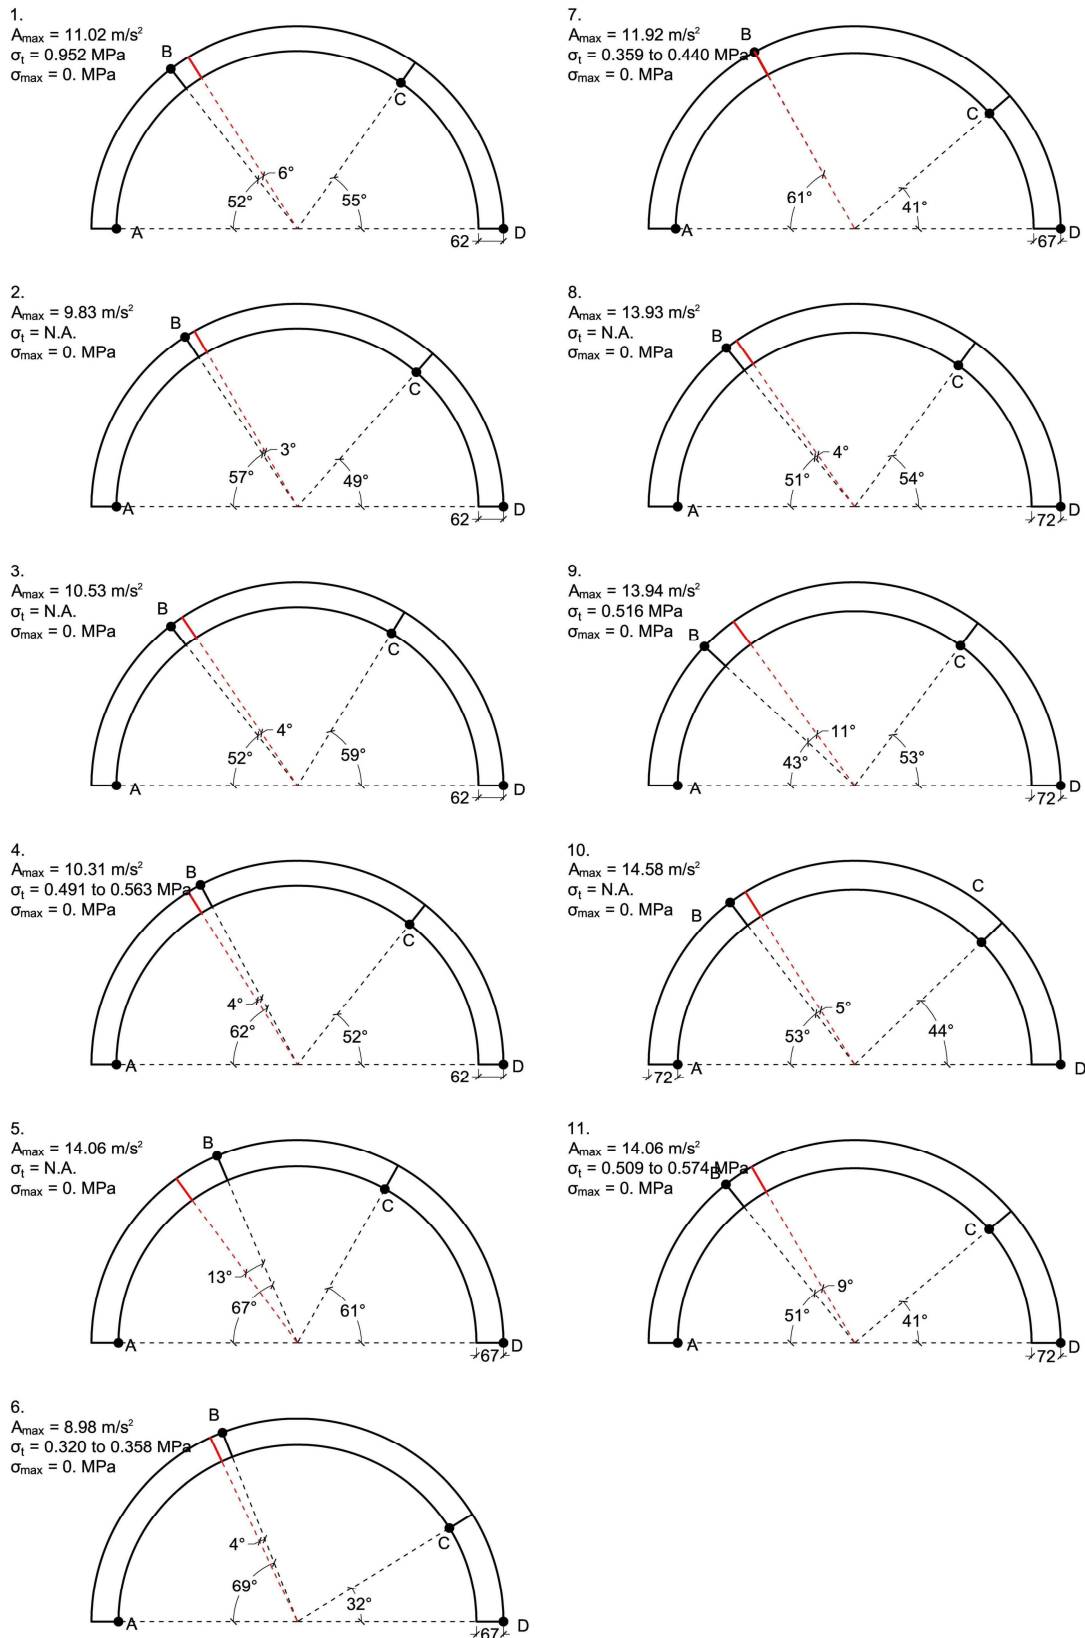 1.
Amax = 11.02 m/s²
σt = 0.952 MPa
σmax = 0. MPa
B
C
6°
52°
55°
A
62
D
2.
Amax = 9.83 m/s²
σt = N.A.
σmax = 0. MPa
B
C
3°
57°
49°
A
62
D
3.
Amax = 10.53 m/s²
σt = N.A.
σmax = 0. MPa
B
C
4°
52°
59°
A
62
D
4.
Amax = 10.31 m/s²
σt = 0.491 to 0.563 MPa
σmax = 0. MPa
B
C
4°
62°
52°
A
62
D
5.
Amax = 14.06 m/s²
σt = N.A.
σmax = 0. MPa
B
C
13°
67°
61°
A
67
D
6.
Amax = 8.98 m/s²
σt = 0.320 to 0.358 MPa
σmax = 0. MPa
B
C
4°
69°
32°
A
67
D
7.
Amax = 11.92 m/s²
σt = 0.359 to 0.440 MPa
σmax = 0. MPa
B
C
61°
41°
A
67
D
8.
Amax = 13.93 m/s²
σt = N.A.
σmax = 0. MPa
B
C
4°
51°
54°
A
72
D
9.
Amax = 13.94 m/s²
σt = 0.516 MPa
σmax = 0. MPa
B
C
11°
43°
53°
A
72
D
10.
Amax = 14.58 m/s²
σt = N.A.
σmax = 0. MPa
C
B
5°
53°
44°
72
A
D
11.
Amax = 14.06 m/s²
σt = 0.509 to 0.574 MPa
σmax = 0. MPa
B
C
9°
51°
41°
A
72
D